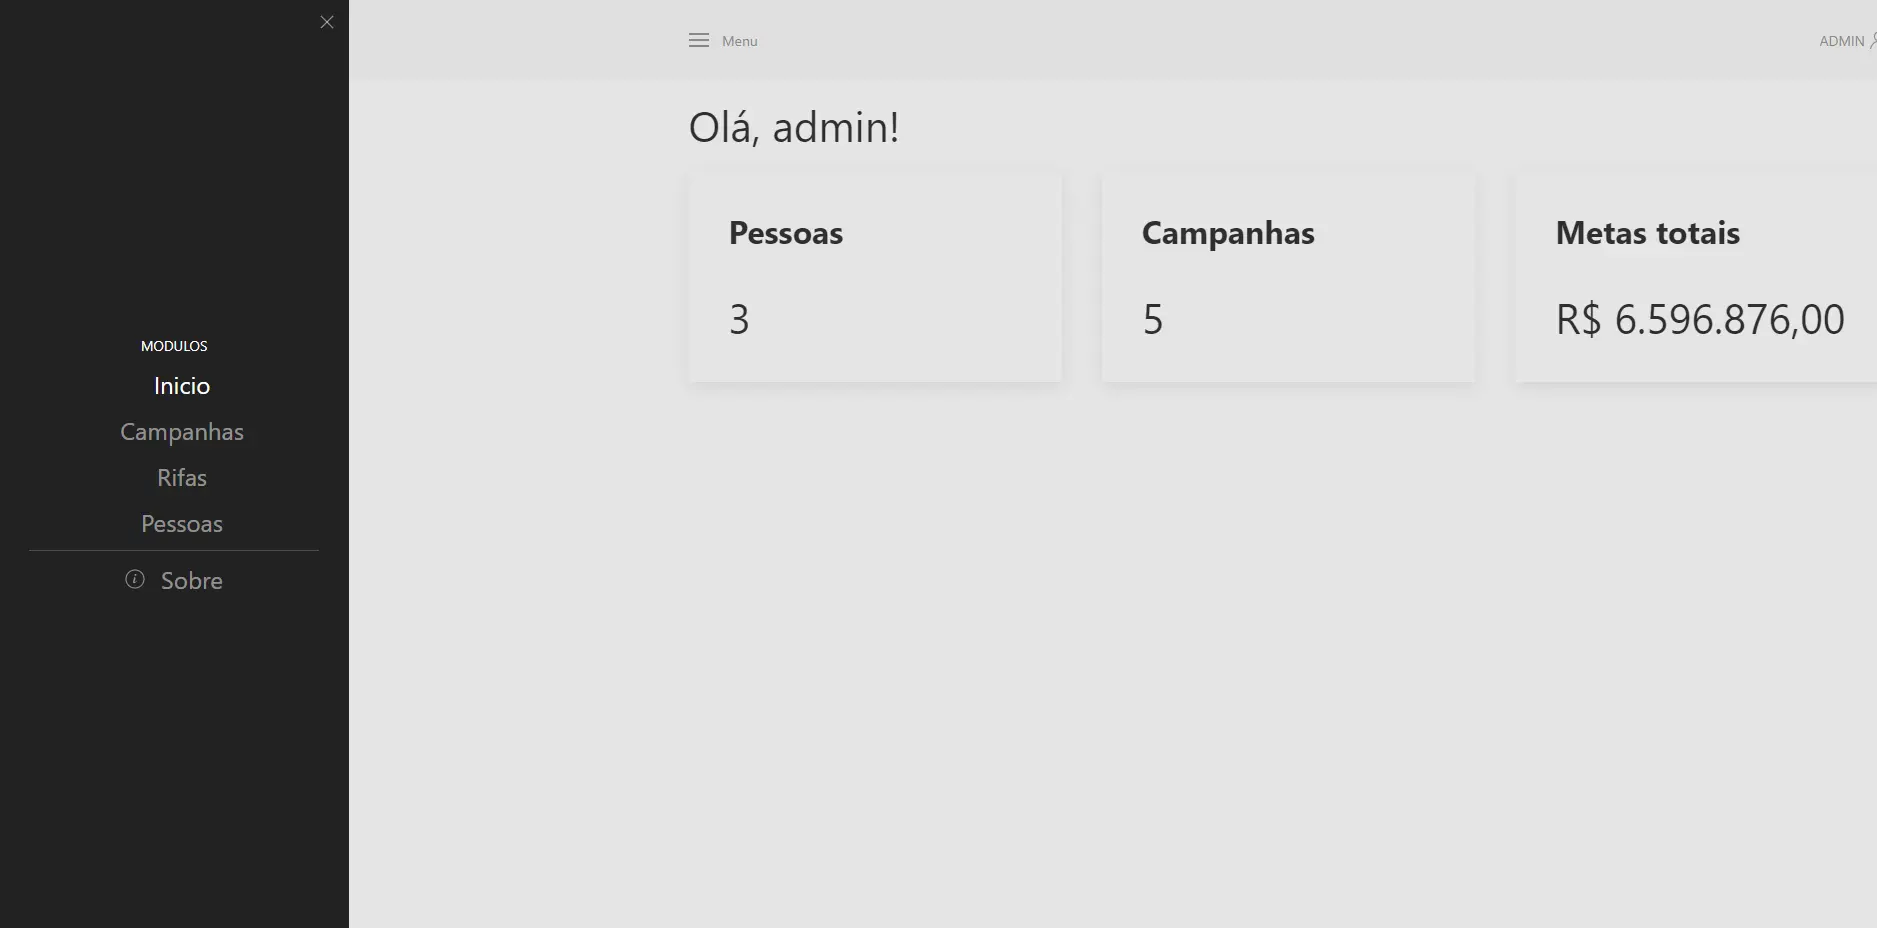 MODULOS
Inicio
Campanhas
Rifas
Pessoas
Sobre
Menu
ADMIN
Olá, admin!
Pessoas
3
Campanhas
5
Metas totais
R$ 6.596.876,00